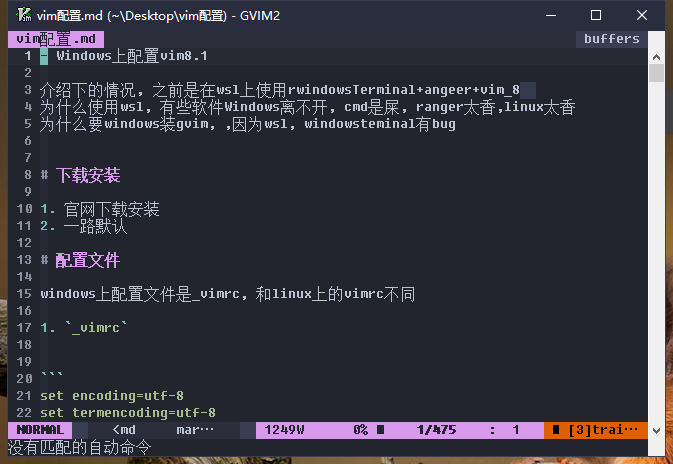 vim配置.md (~\Desktop\vim配置) - GVIM2
vim配置.md buffers
1 - Windows上配置vim8.1
2
3 介绍下的情况, 之前是在wsl上使用rwindowsTerminal+angeer+vim_8
4 为什么使用wsl, 有些软件Windows离不开, cmd是屎, ranger太香,linux太香
5 为什么要windows装gvim, ,因为wsl, windowsteminal有bug
6
7
8 # 下载安装
9
10 1. 官网下载安装
11 2. 一路默认
12
13 # 配置文件
14
15 windows上配置文件是_vimrc, 和linux上的vimrc不同
16
17 1. `_vimrc`
18
19
20 ```
21 set encoding=utf-8
22 set termencoding=utf-8
NORMAL <md mar… 1249W 0% 1/475 : 1 [3]trai…
没有匹配的自动命令